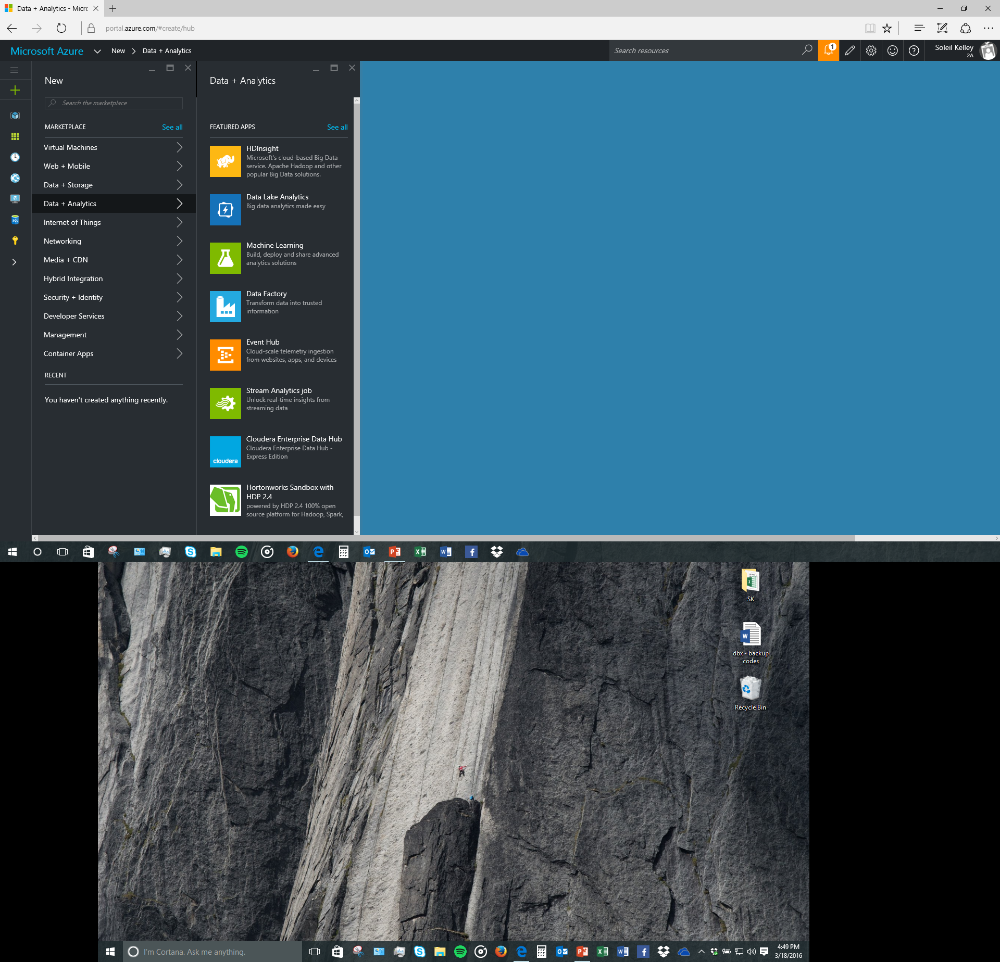 Data + Analytics - Micro
portal.azure.com/#create/hub
Microsoft Azure
New
Data + Analytics
Search resources
1
Soleil Kelley
2A
New
Search the marketplace
MARKETPLACE
See all
Virtual Machines
Web + Mobile
Data + Storage
Data + Analytics
Internet of Things
Networking
Media + CDN
Hybrid Integration
Security + Identity
Developer Services
Management
Container Apps
RECENT
You haven't created anything recently.
Data + Analytics
FEATURED APPS
See all
HDInsight
Microsoft's cloud-based Big Data
service. Apache Hadoop and other
popular Big Data solutions.
Data Lake Analytics
Big data analytics made easy
Machine Learning
Build, deploy and share advanced
analytics solutions
Data Factory
Transform data into trusted
information
Event Hub
Cloud-scale telemetry ingestion
from websites, apps, and devices
Stream Analytics job
Unlock real-time insights from
streaming data
cloudera
Cloudera Enterprise Data Hub
Cloudera Enterprise Data Hub -
Express Edition
Hortonworks Sandbox with
HDP 2.4
powered by HDP 2.4 100% open
source platform for Hadoop, Spark,
SK
dbx - backup
codes
Recycle Bin
I'm Cortana. Ask me anything.
4:49 PM
3/18/2016